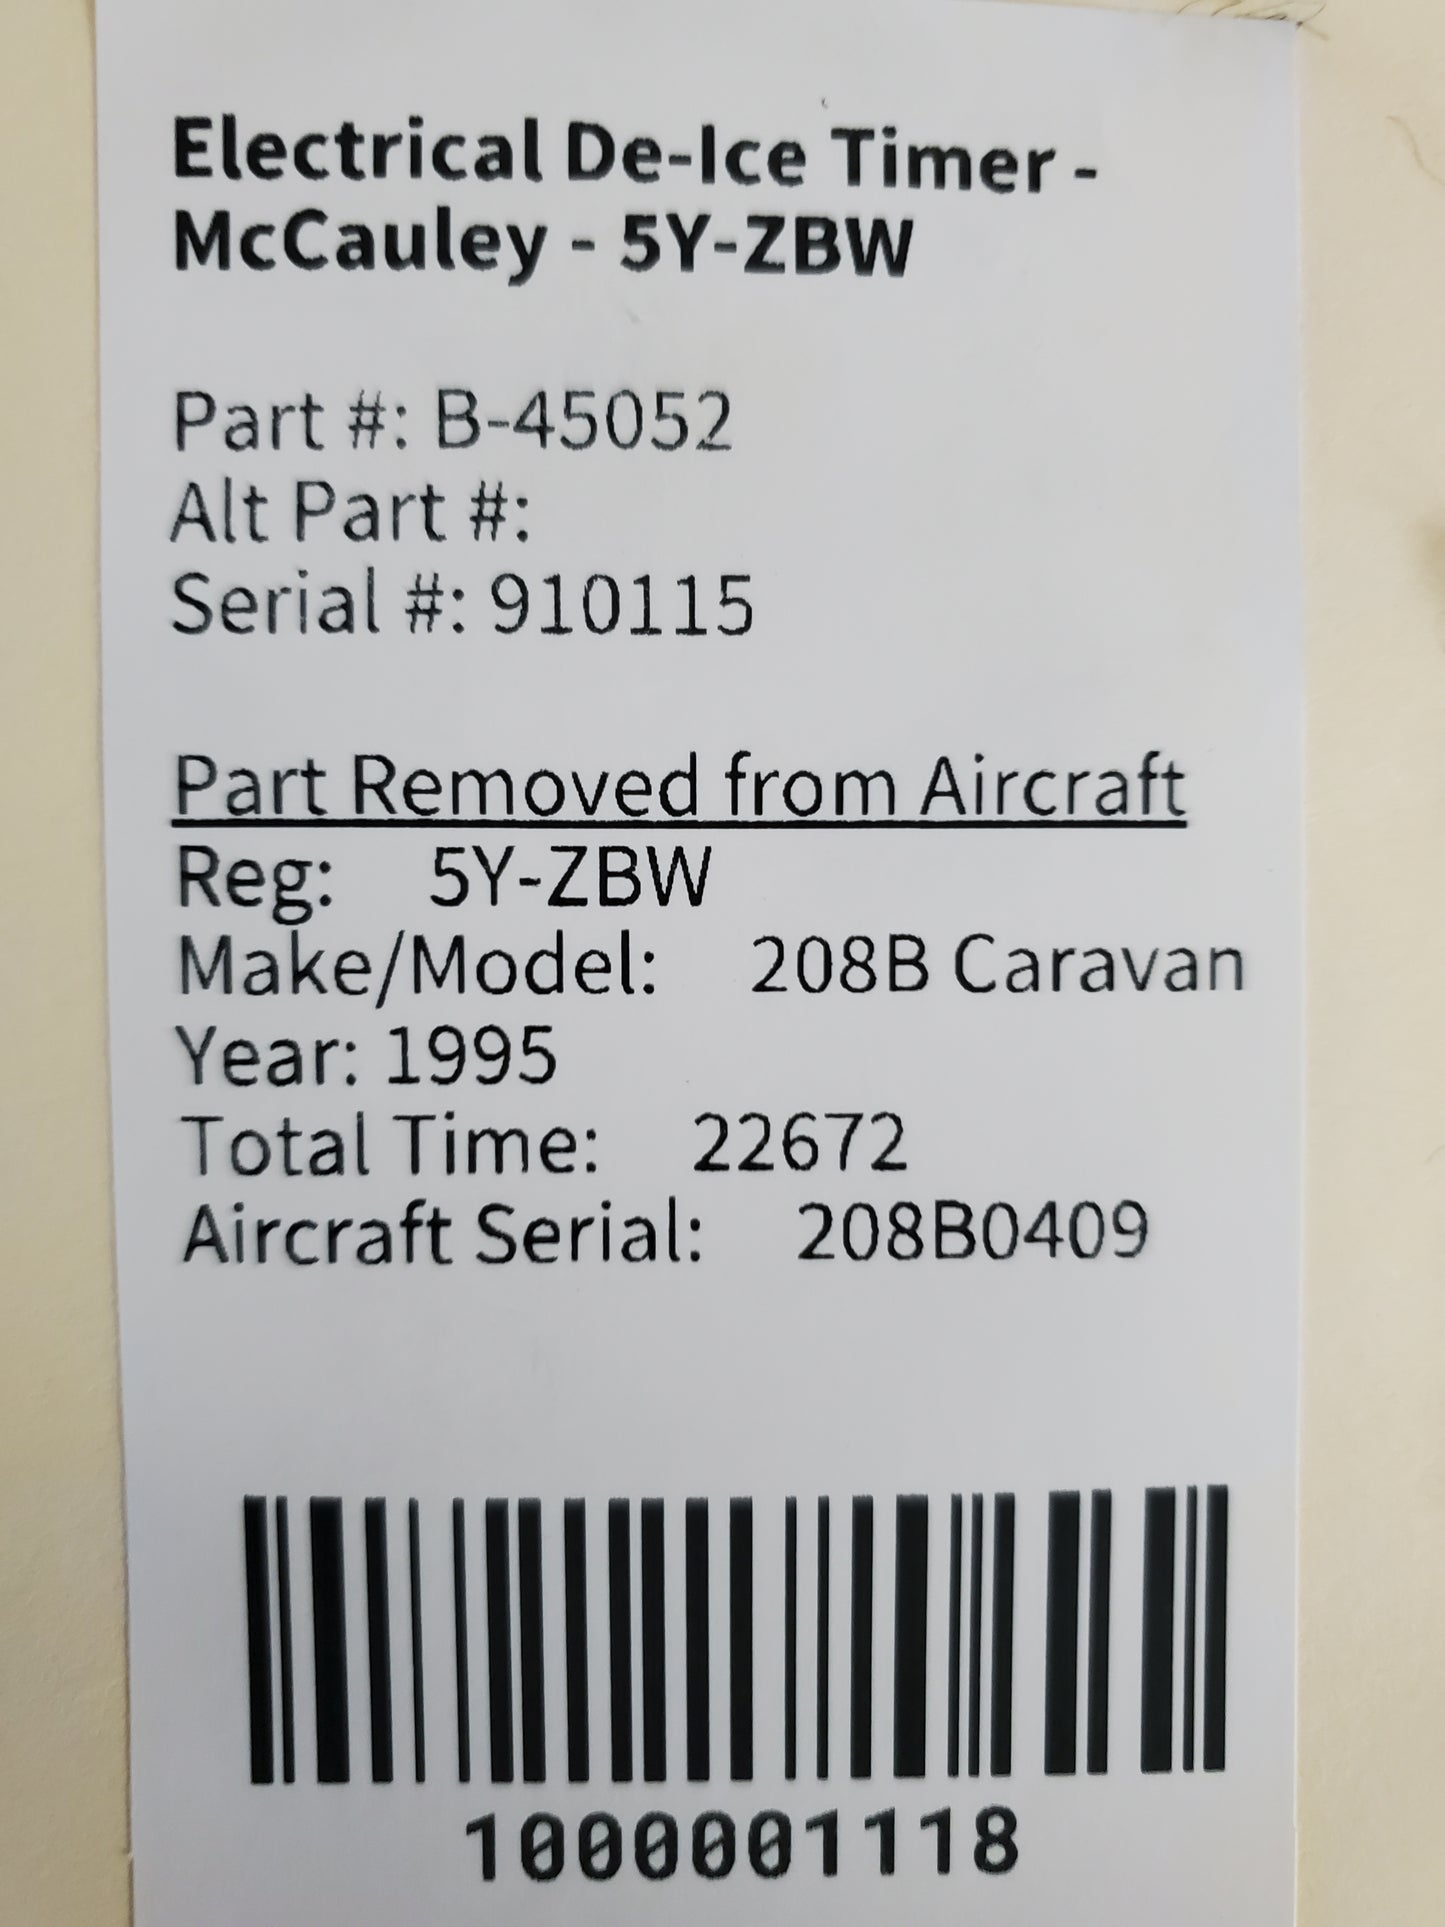 Electrical De-Ice Timer -
McCauley - 5Y-ZBW
Part #: B-45052
Alt Part #:
Serial #: 910115
Part Removed from Aircraft
Reg: 5Y-ZBW
Make/Model: 208B Caravan
Year: 1995
Total Time: 22672
Aircraft Serial: 208B0409
1000001118